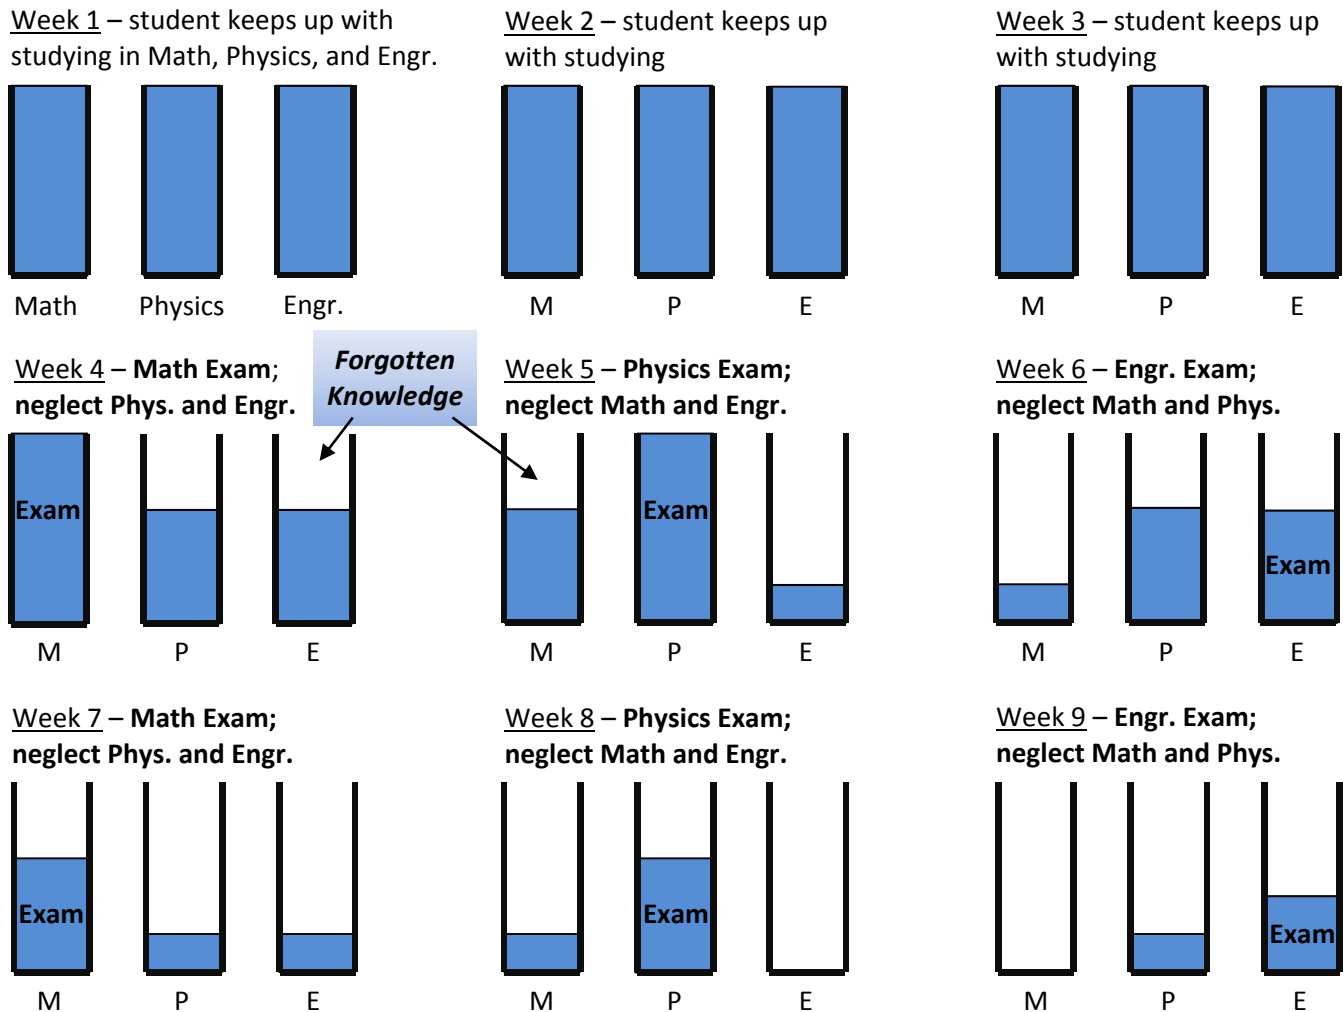 Week 1 – student keeps up with
studying in Math, Physics, and Engr.
Week 2 – student keeps up
with studying
Week 3 – student keeps up
with studying
Math Physics Engr.
M P E
M P E
Week 4 – Math Exam;
neglect Phys. and Engr.
Forgotten
Knowledge
Week 5 – Physics Exam;
neglect Math and Engr.
Week 6 – Engr. Exam;
neglect Math and Phys.
Exam
Exam
Exam
M P E
M P E
M P E
Week 7 – Math Exam;
neglect Phys. and Engr.
Week 8 – Physics Exam;
neglect Math and Engr.
Week 9 – Engr. Exam;
neglect Math and Phys.
Exam
Exam
Exam
M P E
M P E
M P E